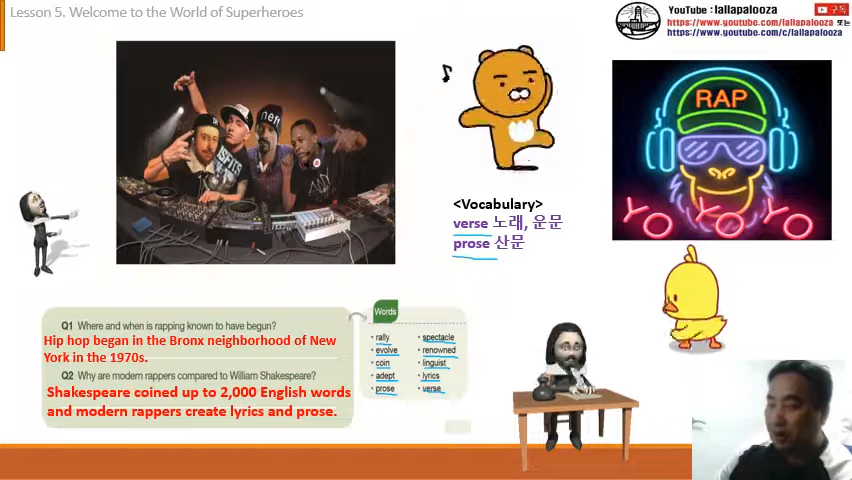 Lesson 5. Welcome to the World of Superheroes
YouTube : lallapalooza
구독
https://www.youtube.com/lallapalooza 또는
https://www.youtube.com/c/lallapalooza
RAP
YO YO YO
<Vocabulary>
verse 노래, 운문
prose 산문
Q1 Where and when is rapping known to have begun?
Hip hop began in the Bronx neighborhood of New
York in the 1970s.
Q2 Why are modern rappers compared to William Shakespeare?
Shakespeare coined up to 2,000 English words
and modern rappers create lyrics and prose.
Words
• rally • spectacle
• evolve • renowned
• coin • linguist
• adept • lyrics
• prose • verse